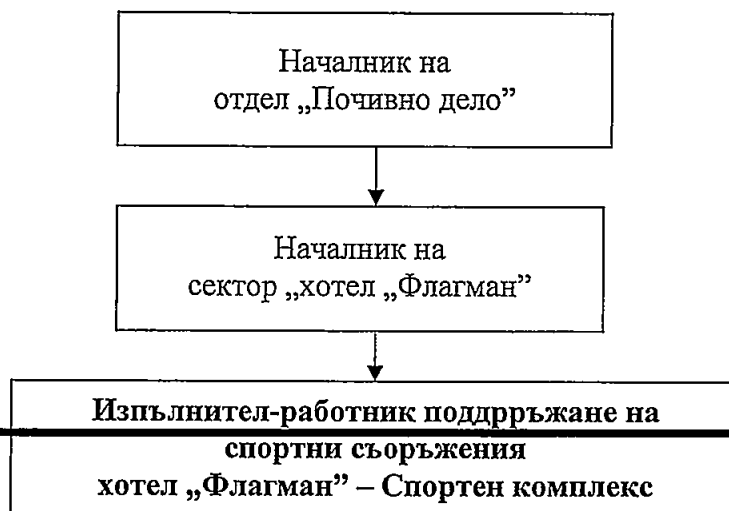 Началник на
отдел „Почивно дело”
Началник на
сектор „хотел „Флагман”
Изпълнител-работник поддрръжане на
спортни съоръжения
хотел „Флагман” – Спортен комплекс